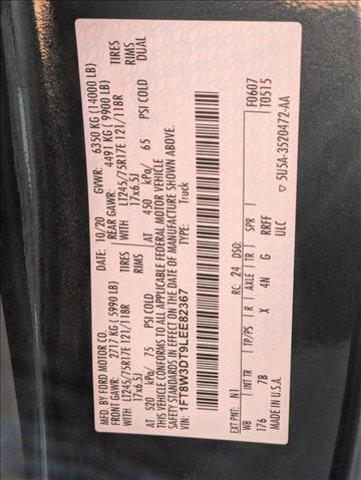 MFD. BY FORD MOTOR CO.
DATE: 10/20 GVWR: 6350 KG (14000 LB)
FRONT GAWR: 2717 KG (5990 LB) REAR GAWR: 4491 KG (9900 LB)
WITH LT245/75R17E 121/118R TIRES WITH LT245/75R17E 121/118R TIRES
17x6.5J RIMS 17x6.5J RIMS
AT 520 kPa/ 75 PSI COLD AT 450 kPa/ 65 PSI COLD DUAL
THIS VEHICLE CONFORMS TO ALL APPLICABLE FEDERAL MOTOR VEHICLE
SAFETY STANDARDS IN EFFECT ON THE DATE OF MANUFACTURE SHOWN ABOVE.
VIN: 1FT8W3DT9LEE82367 TYPE: Truck
F0607
T0515
EXT PNT: N1 RC: 24 DSO:
WB INT TR TP/PS R AXLE TR SPR
176 7B X 4N G RRFF
MADE IN U.S.A. ULC
▽ 5U5A-3520472-AA